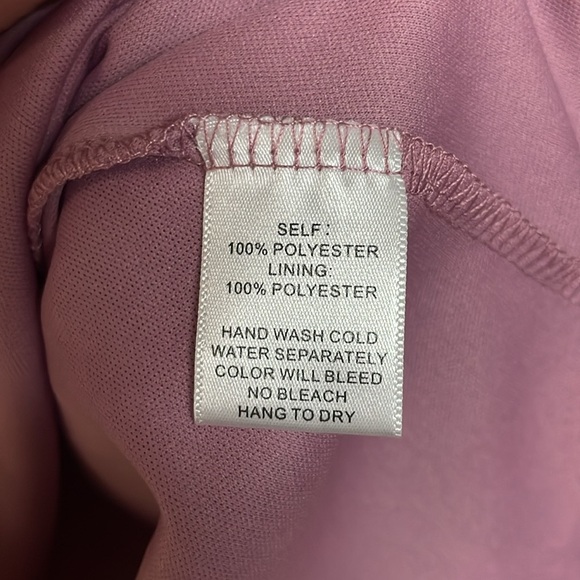 SELF:
100% POLYESTER
LINING:
100% POLYESTER
HAND WASH COLD
WATER SEPARATELY
COLOR WILL BLEED
NO BLEACH
HANG TO DRY